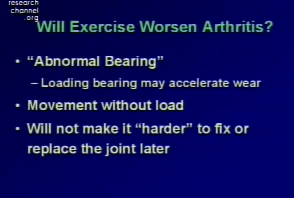 research
channel
.org
Will Exercise Worsen Arthritis?
• “Abnormal Bearing”
– Loading bearing may accelerate wear
• Movement without load
• Will not make it “harder” to fix or
replace the joint later